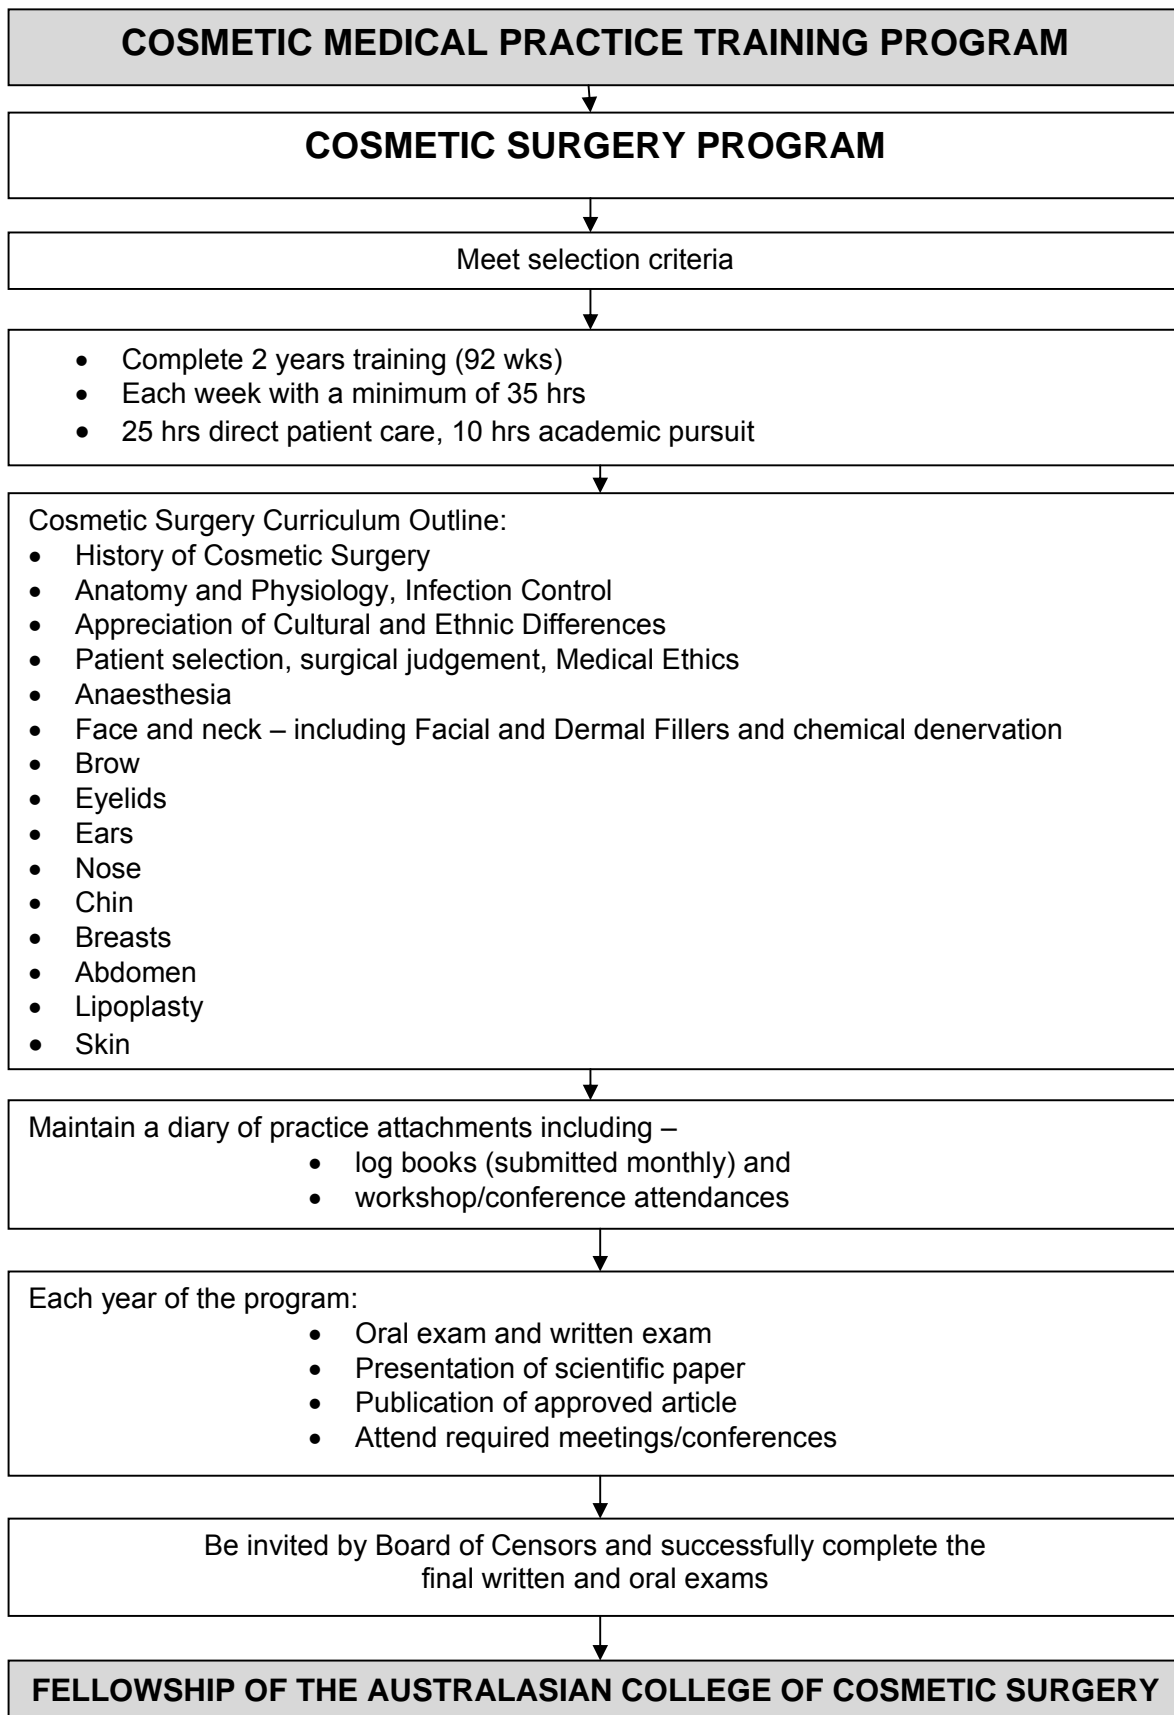 COSMETIC MEDICAL PRACTICE TRAINING PROGRAM
COSMETIC SURGERY PROGRAM
Meet selection criteria
• Complete 2 years training (92 wks)
• Each week with a minimum of 35 hrs
• 25 hrs direct patient care, 10 hrs academic pursuit
Cosmetic Surgery Curriculum Outline:
• History of Cosmetic Surgery
• Anatomy and Physiology, Infection Control
• Appreciation of Cultural and Ethnic Differences
• Patient selection, surgical judgement, Medical Ethics
• Anaesthesia
• Face and neck – including Facial and Dermal Fillers and chemical denervation
• Brow
• Eyelids
• Ears
• Nose
• Chin
• Breasts
• Abdomen
• Lipoplasty
• Skin
Maintain a diary of practice attachments including –
• log books (submitted monthly) and
• workshop/conference attendances
Each year of the program:
• Oral exam and written exam
• Presentation of scientific paper
• Publication of approved article
• Attend required meetings/conferences
Be invited by Board of Censors and successfully complete the
final written and oral exams
FELLOWSHIP OF THE AUSTRALASIAN COLLEGE OF COSMETIC SURGERY